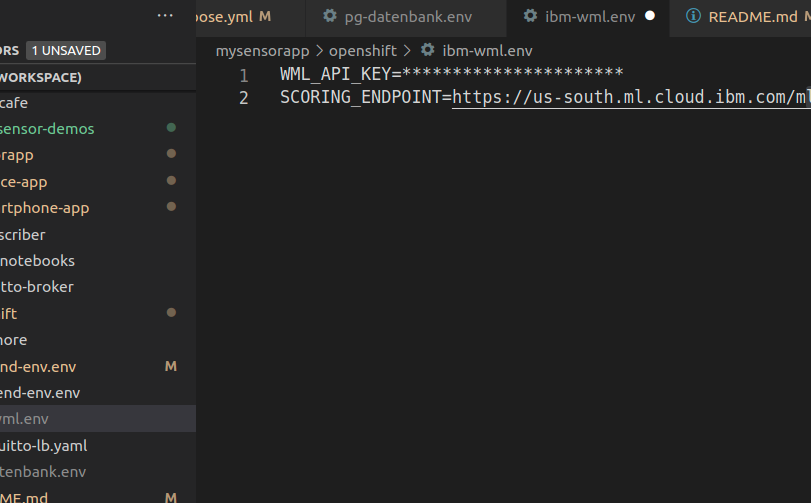 ...
ORS 1 UNSAVED
WORKSPACE)
cafe
sensor-demos
rapp
ce-app
rtphone-app
scriber
notebooks
tto-broker
ift
nore
nd-env.env M
end-env.env
vml.env
uitto-lb.yaml
tenbank.env
ME.md M
pose.yml M pg-datenbank.env ibm-wml.env README.md M
mysensorapp > openshift > ibm-wml.env
1 WML_API_KEY=**********************
2 SCORING_ENDPOINT=https://us-south.ml.cloud.ibm.com/ml